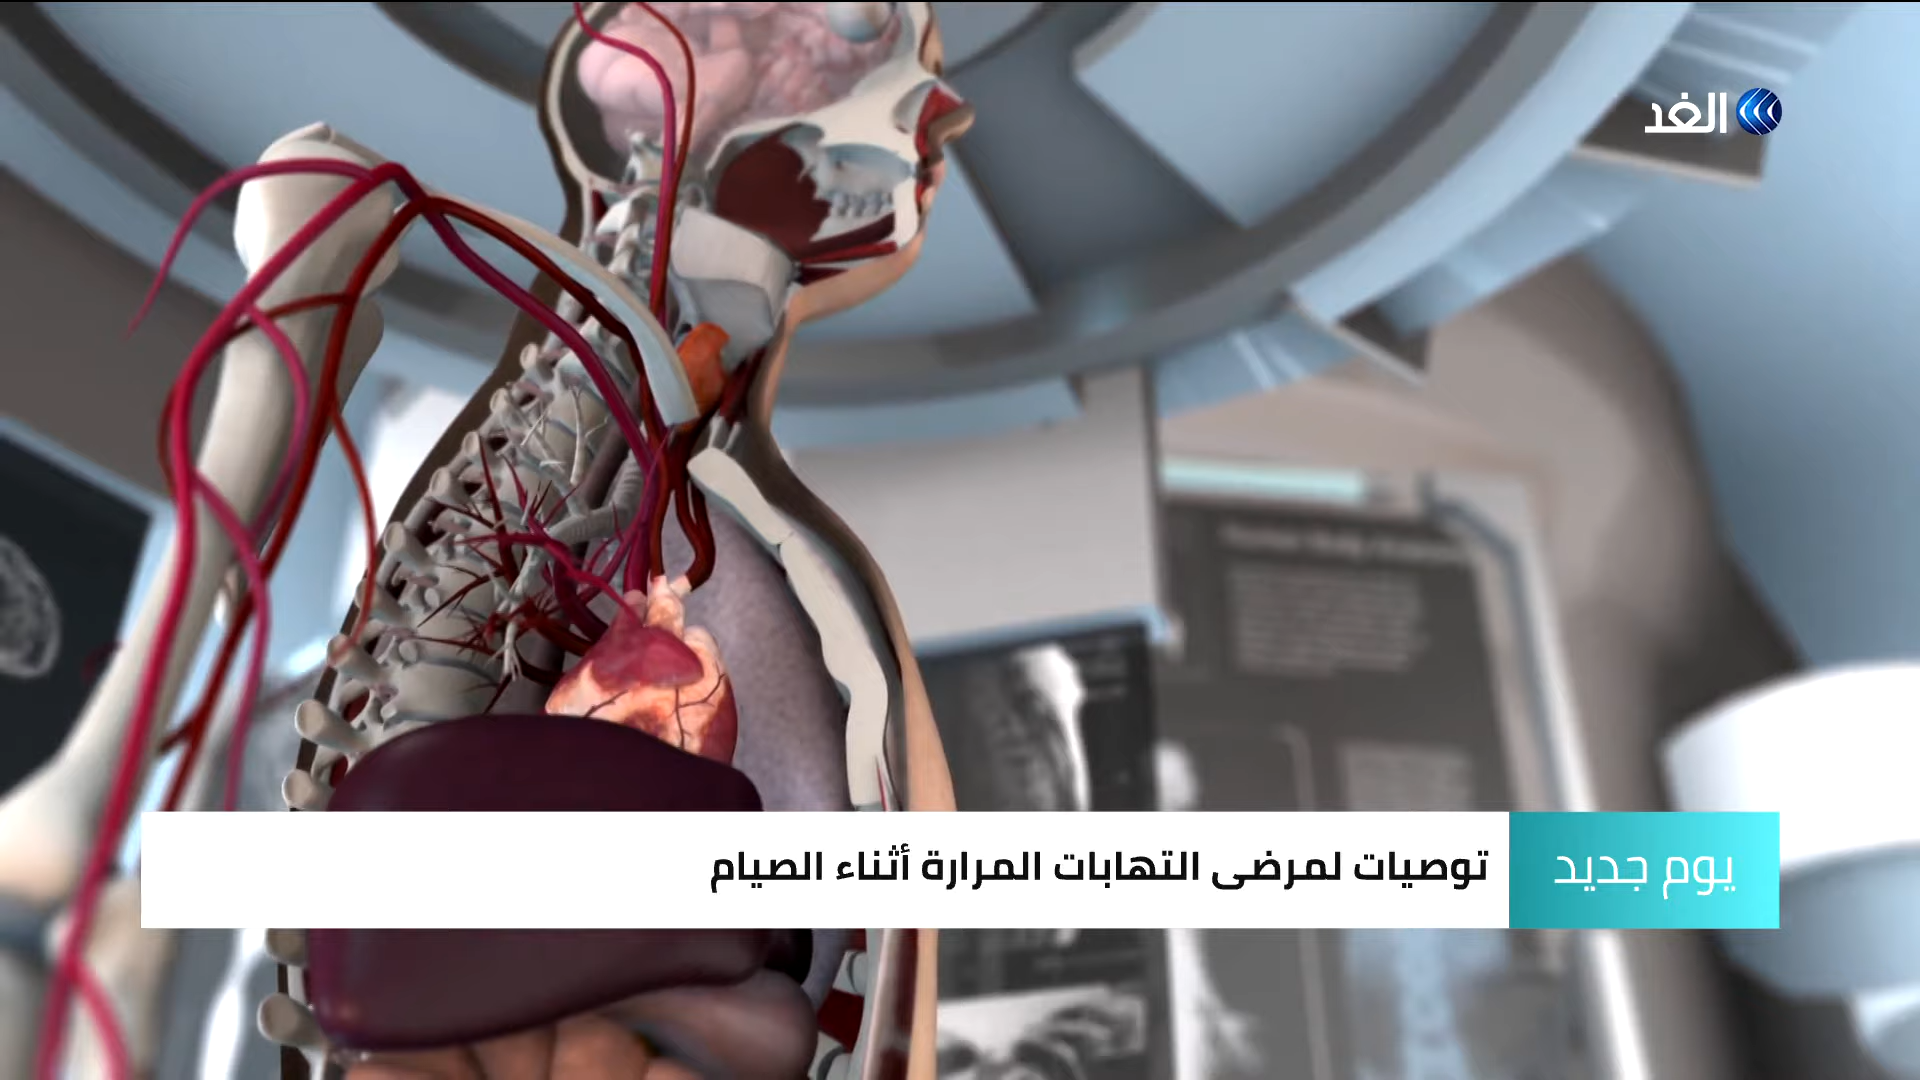 الغد
يوم جديد
توصيات لمرضى التهابات المرارة أثناء الصيام